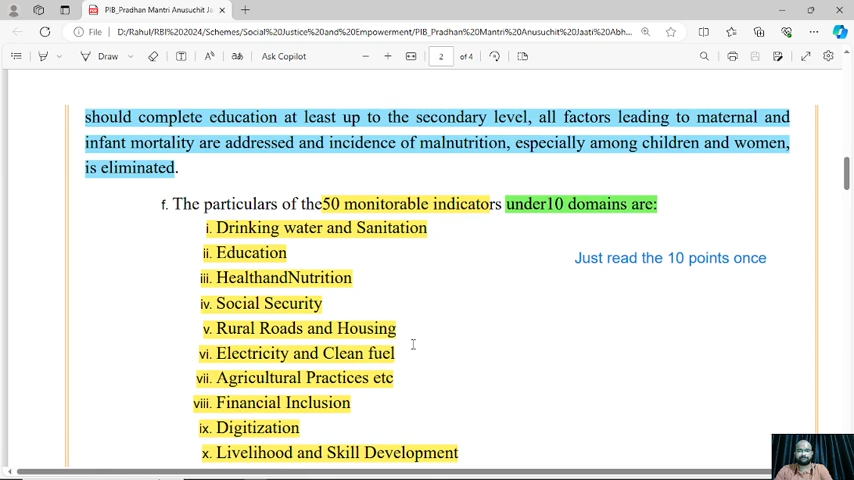 PIB_Pradhan Mantri Anusuchit Ja
File
D:/Rahul/RBI%202024/Schemes/Social%20Justice%20and%20Empowerment/PIB_Pradhan%20Mantri%20Anusuchit%20Jaati%20Abh...
Draw
Ask Copilot
2 of 4
should complete education at least up to the secondary level, all factors leading to maternal and
infant mortality are addressed and incidence of malnutrition, especially among children and women,
is eliminated.
f. The particulars of the50 monitorable indicators under10 domains are:
i. Drinking water and Sanitation
ii. Education
Just read the 10 points once
iii. HealthandNutrition
iv. Social Security
v. Rural Roads and Housing
vi. Electricity and Clean fuel
vii. Agricultural Practices etc
viii. Financial Inclusion
ix. Digitization
x. Livelihood and Skill Development